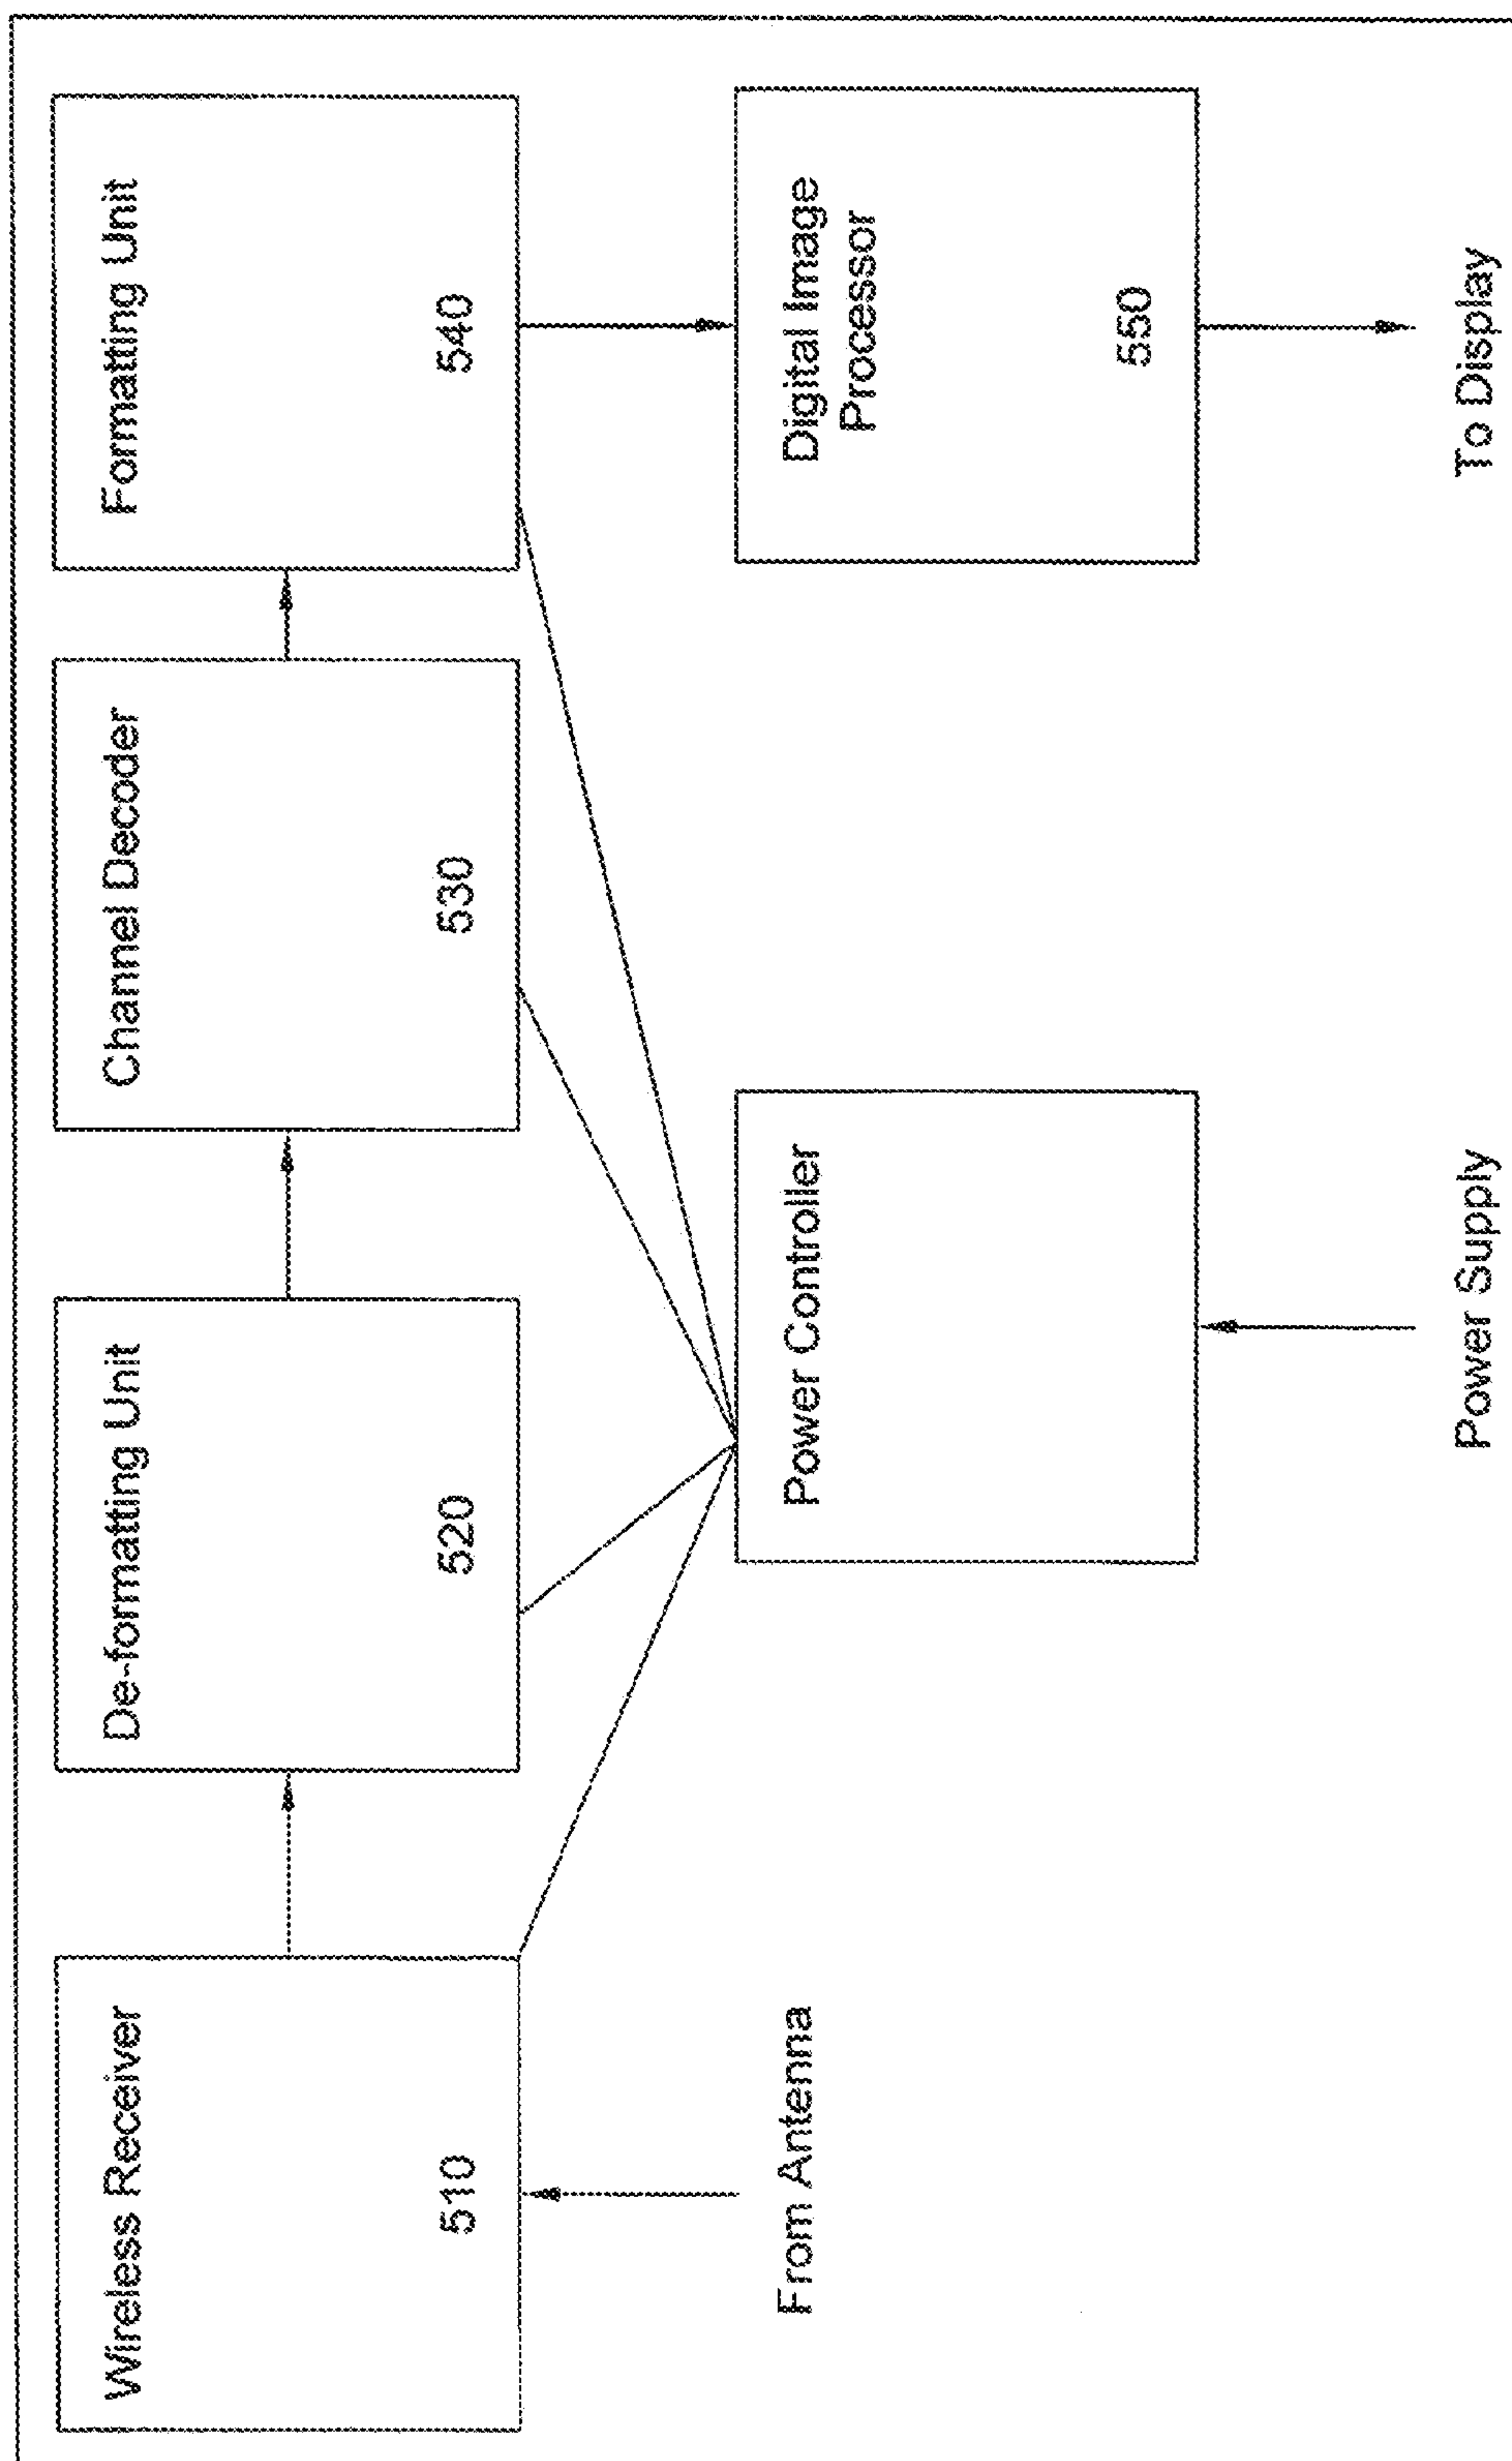 Wireless Receiver
510
De-formatting Unit
520
Channel Decoder
530
Formatting Unit
540
From Antenna
Power Controller
Digital Image
Processor
550
Power Supply
To Display